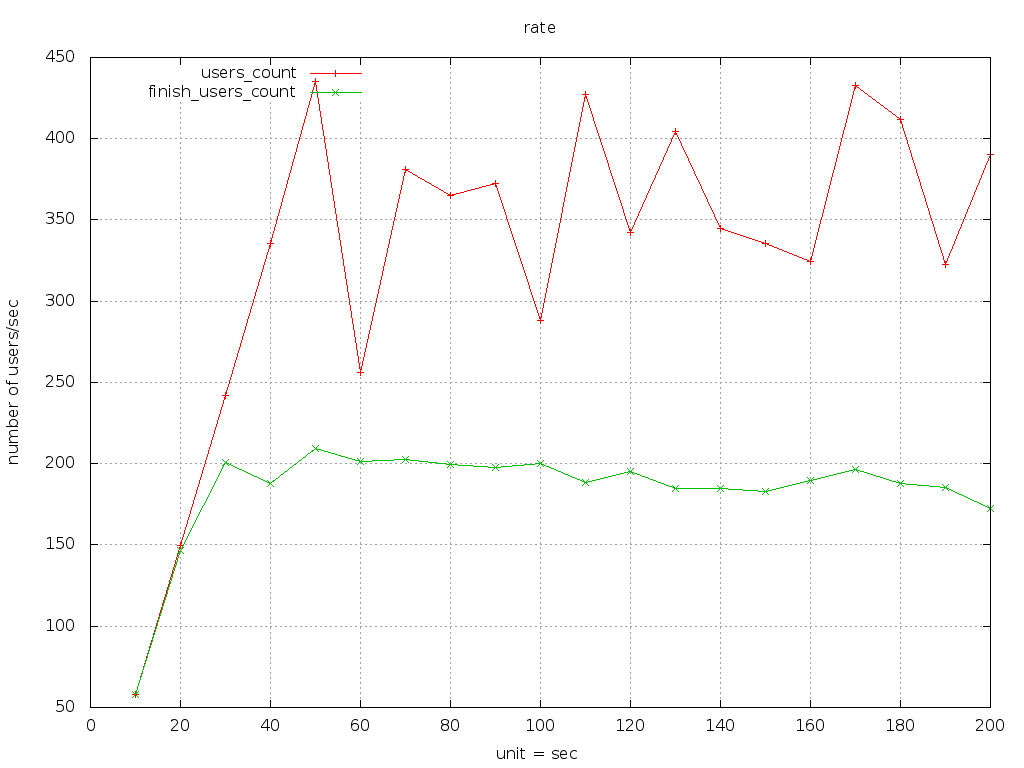 rate
450
400
350
300
250
200
150
100
50
users_count
finish_users_count
number of users/sec
0 20 40 60 80 100 120 140 160 180 200
unit = sec